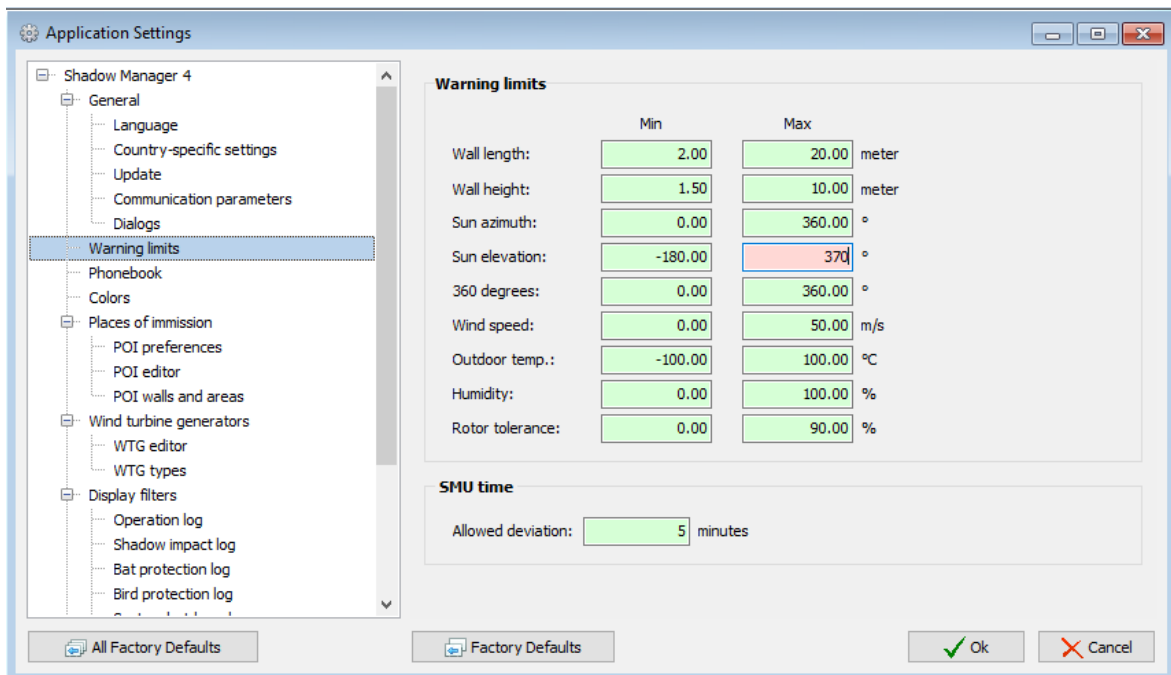 Application Settings
Shadow Manager 4
General
Language
Country-specific settings
Update
Communication parameters
Dialogs
Warning limits
Phonebook
Colors
Places of immission
POI preferences
POI editor
POI walls and areas
Wind turbine generators
WTG editor
WTG types
Display filters
Operation log
Shadow impact log
Bat protection log
Bird protection log
Warning limits
Min Max
Wall length: 2.00 20.00 meter
Wall height: 1.50 10.00 meter
Sun azimuth: 0.00 360.00 °
Sun elevation: -180.00 370 °
360 degrees: 0.00 360.00 °
Wind speed: 0.00 50.00 m/s
Outdoor temp.: -100.00 100.00 °C
Humidity: 0.00 100.00 %
Rotor tolerance: 0.00 90.00 %
SMU time
Allowed deviation: 5 minutes
All Factory Defaults
Factory Defaults
Ok
Cancel